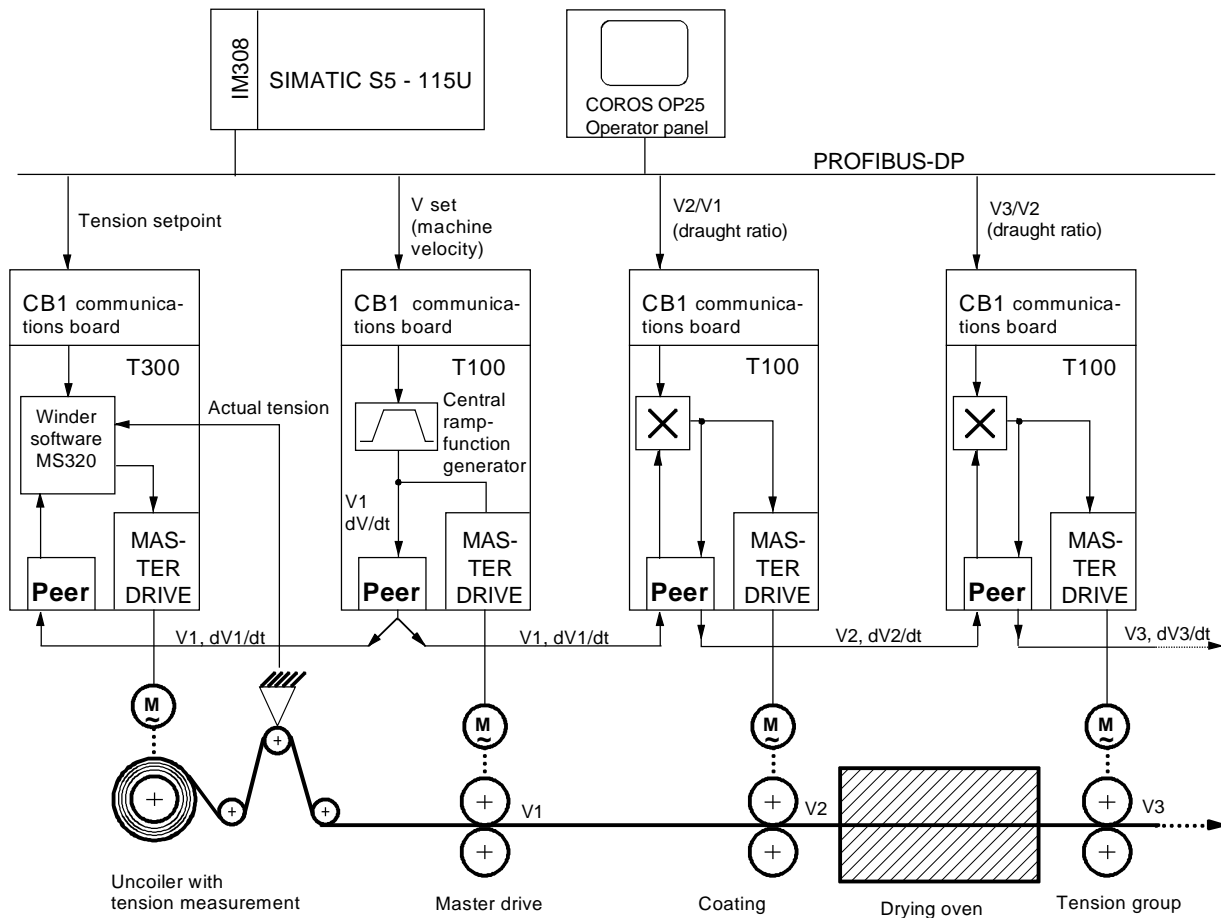 IM308
SIMATIC S5 - 115U
COROS OP25
Operator panel
PROFIBUS-DP
Tension setpoint
V set
(machine
velocity)
V2/V1
(draught ratio)
V3/V2
(draught ratio)
CB1 communica-
tions board
T300
Winder
software
MS320
Peer
MAS-
TER
DRIVE
Actual tension
CB1 communica-
tions board
T100
Central
ramp-
function
generator
V1
dV/dt
Peer
MAS-
TER
DRIVE
CB1 communica-
tions board
T100
Peer
MAS-
TER
DRIVE
CB1 communica-
tions board
T100
Peer
MAS-
TER
DRIVE
V1, dV1/dt
V1, dV1/dt
V2, dV2/dt
V3, dV3/dt
M
~
M
~
M
~
M
~
V1
V2
V3
Uncoiler with
tension measurement
Master drive
Coating
Drying oven
Tension group